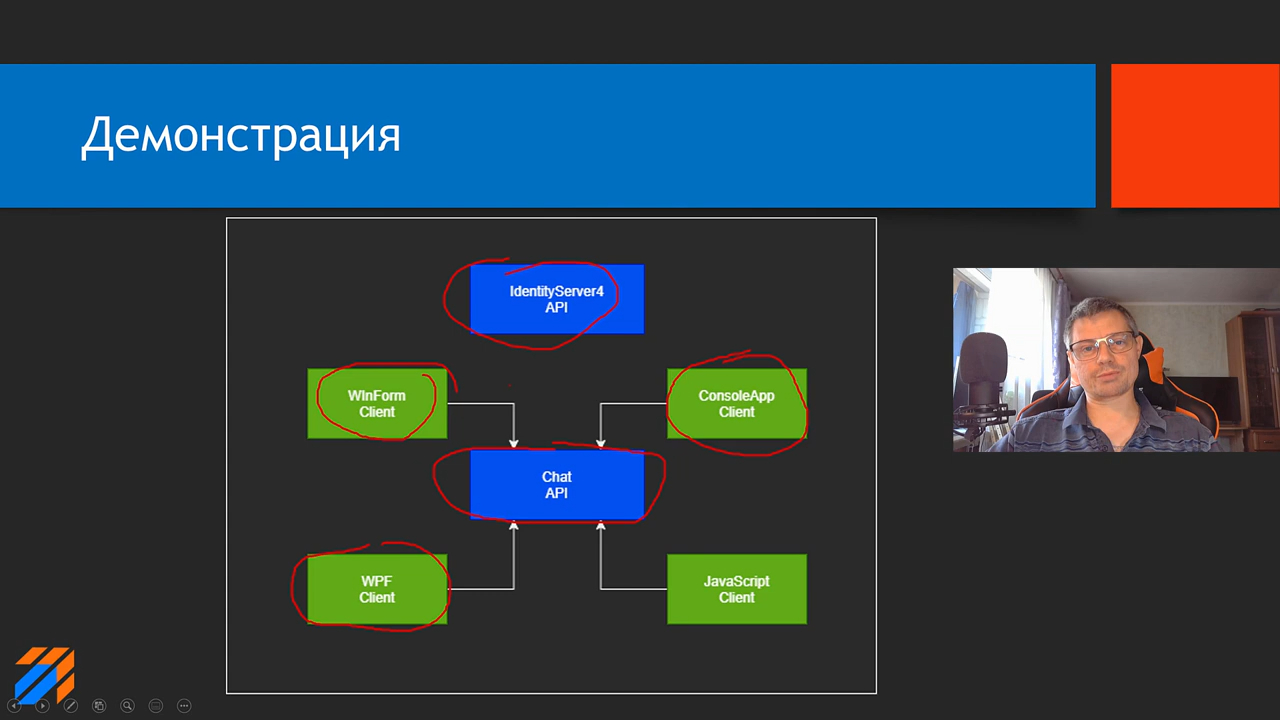 Демонстрация
IdentityServer4
API
WInForm
Client
ConsoleApp
Client
Chat
API
WPF
Client
JavaScript
Client